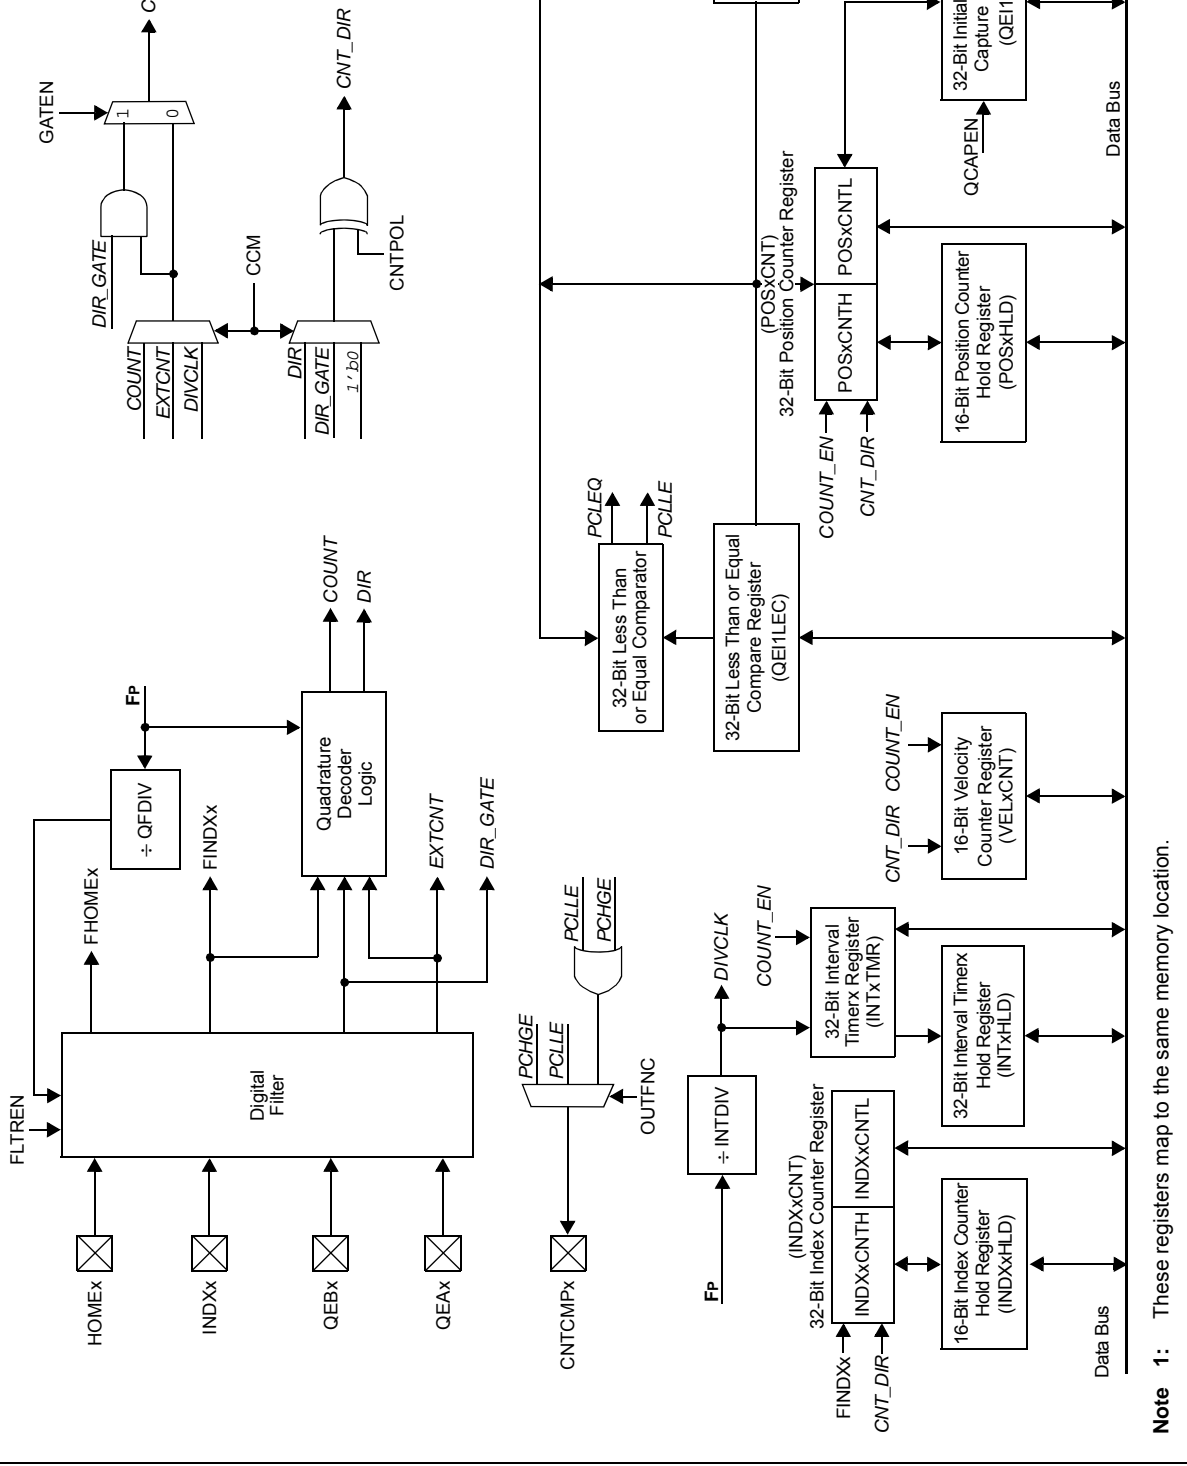 FLTREN
HOMEx
INDXx
QEBx
QEAx
Digital
Filter
FHOMEx
FINDXx
÷ QFDIV
FP
Quadrature
Decoder
Logic
COUNT
DIR
EXTCNT
DIR_GATE
COUNT
EXTCNT
DIVCLK
DIR_GATE
CCM
GATEN
1
0
C
DIR
DIR_GATE
1'b0
CNTPOL
CNT_DIR
CNTCMPx
PCHGE
PCLLE
OUTFNC
PCLLE
PCHGE
32-Bit Less Than
or Equal Comparator
PCLEQ
PCLLE
32-Bit Less Than or Equal
Compare Register
(QEI1LEC)
FP
÷ INTDIV
DIVCLK
COUNT_EN
32-Bit Interval
Timerx Register
(INTxTMR)
32-Bit Interval Timerx
Hold Register
(INTxHLD)
(INDXxCNT)
32-Bit Index Counter Register
INDXxCNTH
INDXxCNTL
FINDXx
CNT_DIR
16-Bit Index Counter
Hold Register
(INDXxHLD)
CNT_DIR
COUNT_EN
16-Bit Velocity
Counter Register
(VELxCNT)
(POSxCNT)
32-Bit Position Counter Register
POSxCNTH
POSxCNTL
COUNT_EN
CNT_DIR
16-Bit Position Counter
Hold Register
(POSxHLD)
QCAPEN
32-Bit Initial
Capture
(QEI1
Data Bus
Data Bus
Note 1: These registers map to the same memory location.